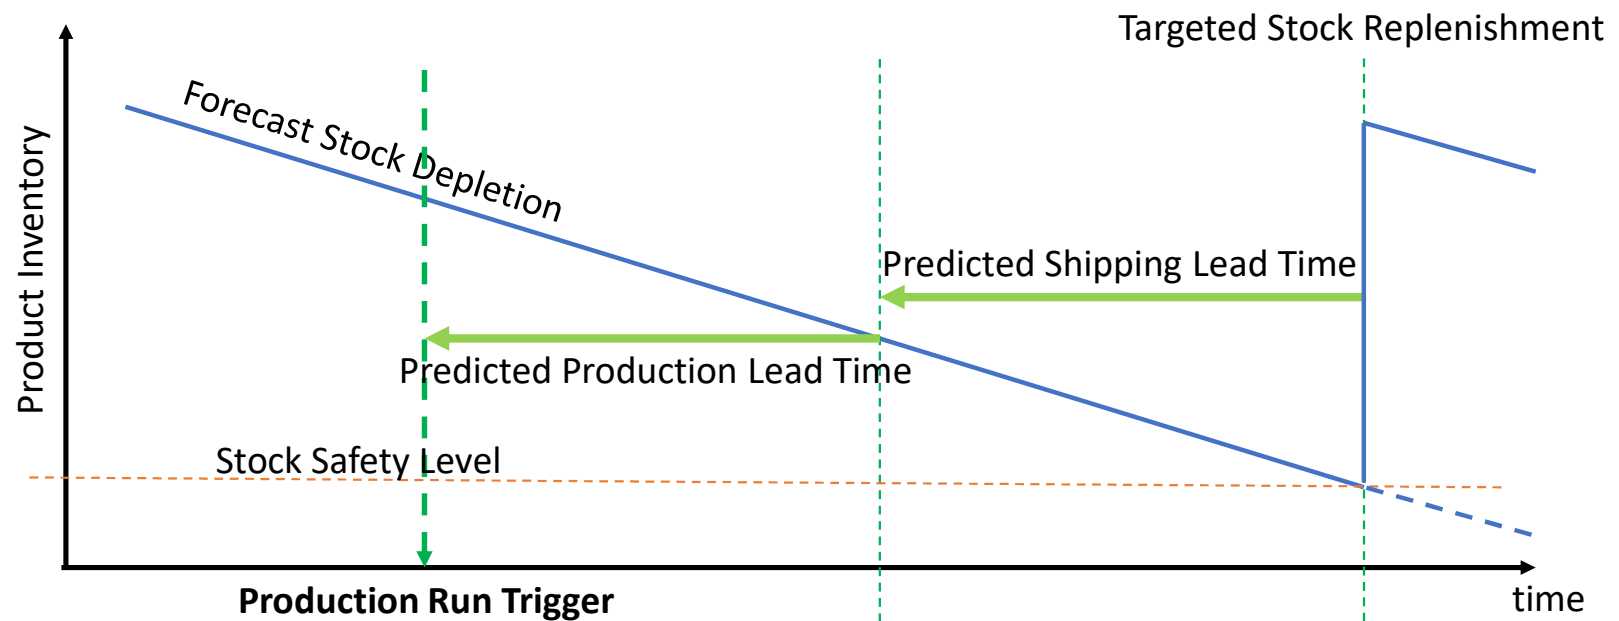 Targeted Stock Replenishment
Forecast Stock Depletion
Product Inventory
Predicted Shipping Lead Time
Predicted Production Lead Time
Stock Safety Level
Production Run Trigger
time